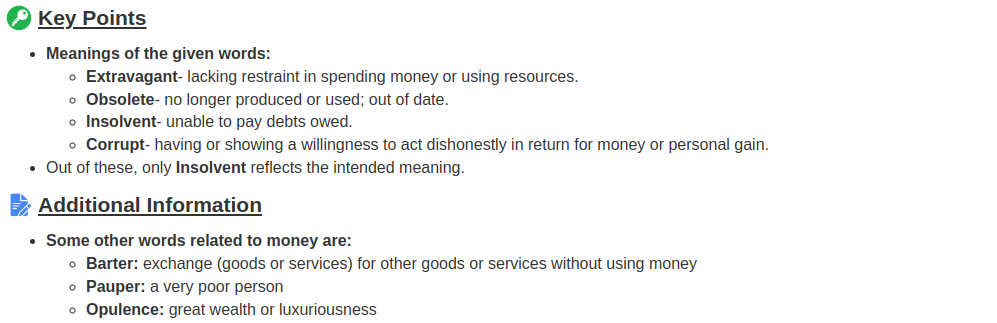 Key Points
• Meanings of the given words:
◦ Extravagant- lacking restraint in spending money or using resources.
◦ Obsolete- no longer produced or used; out of date.
◦ Insolvent- unable to pay debts owed.
◦ Corrupt- having or showing a willingness to act dishonestly in return for money or personal gain.
• Out of these, only Insolvent reflects the intended meaning.
Additional Information
• Some other words related to money are:
◦ Barter: exchange (goods or services) for other goods or services without using money
◦ Pauper: a very poor person
◦ Opulence: great wealth or luxuriousness